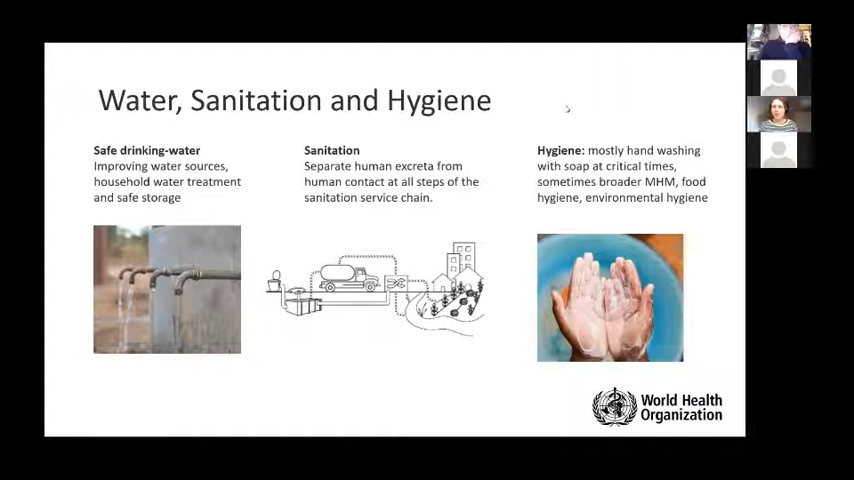 Water, Sanitation and Hygiene
Safe drinking-water
Improving water sources,
household water treatment
and safe storage
Sanitation
Separate human excreta from
human contact at all steps of the
sanitation service chain.
Hygiene: mostly hand washing
with soap at critical times,
sometimes broader MHM, food
hygiene, environmental hygiene
World Health
Organization